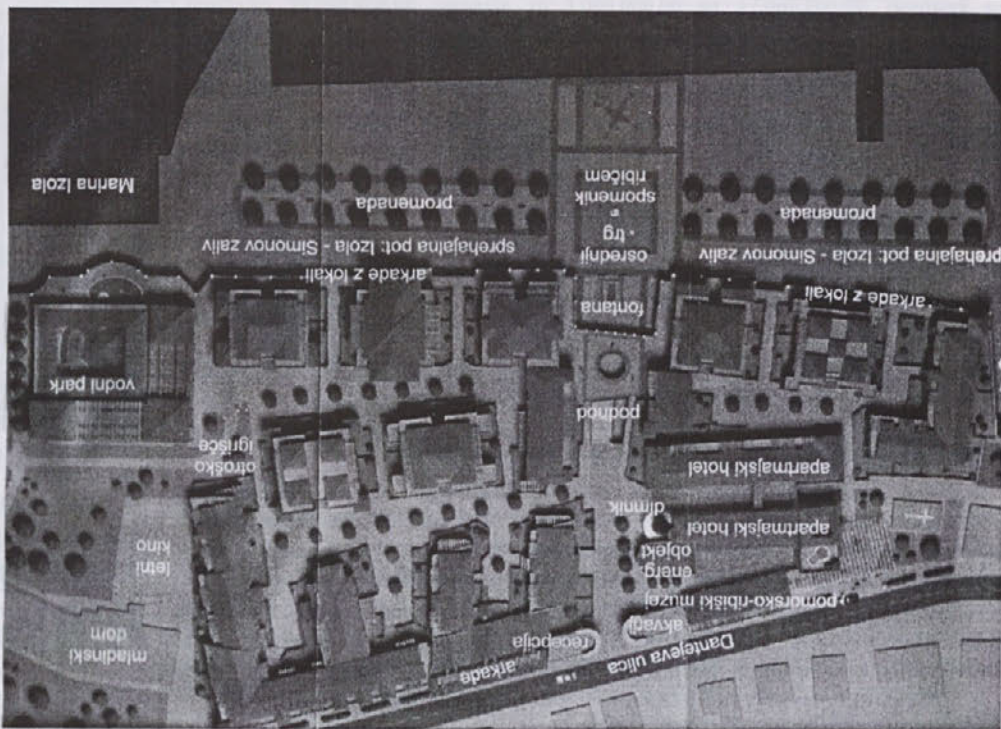 Dantejeva ulica
arkade
akvarij
pomorsko-ribiški muzej
recepcija
mladinski
dom
energ.
objekt
letni
kino
dimnik
apartmajski hotel
apartmajski hotel
otroško
igrišče
podhod
vodni park
fontana
arkade z lokali
arkade z lokali
prehajalna pot: Izola - Simonov zaliv
promenada
osrednji
trg
spomenik
ribičem
sprehajalna pot: Izola - Simonov zaliv
promenada
Marina Izola